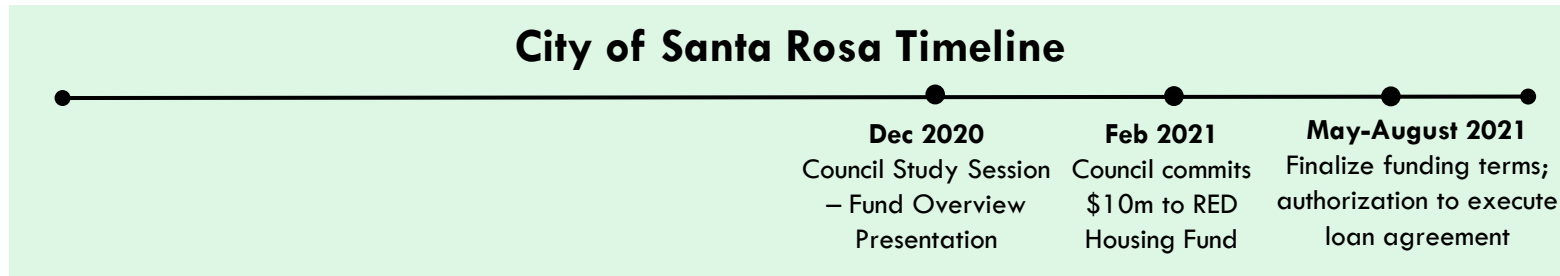 City of Santa Rosa Timeline
Dec 2020
Council Study Session
– Fund Overview
Presentation
Feb 2021
Council commits
$10m to RED
Housing Fund
May-August 2021
Finalize funding terms;
authorization to execute
loan agreement